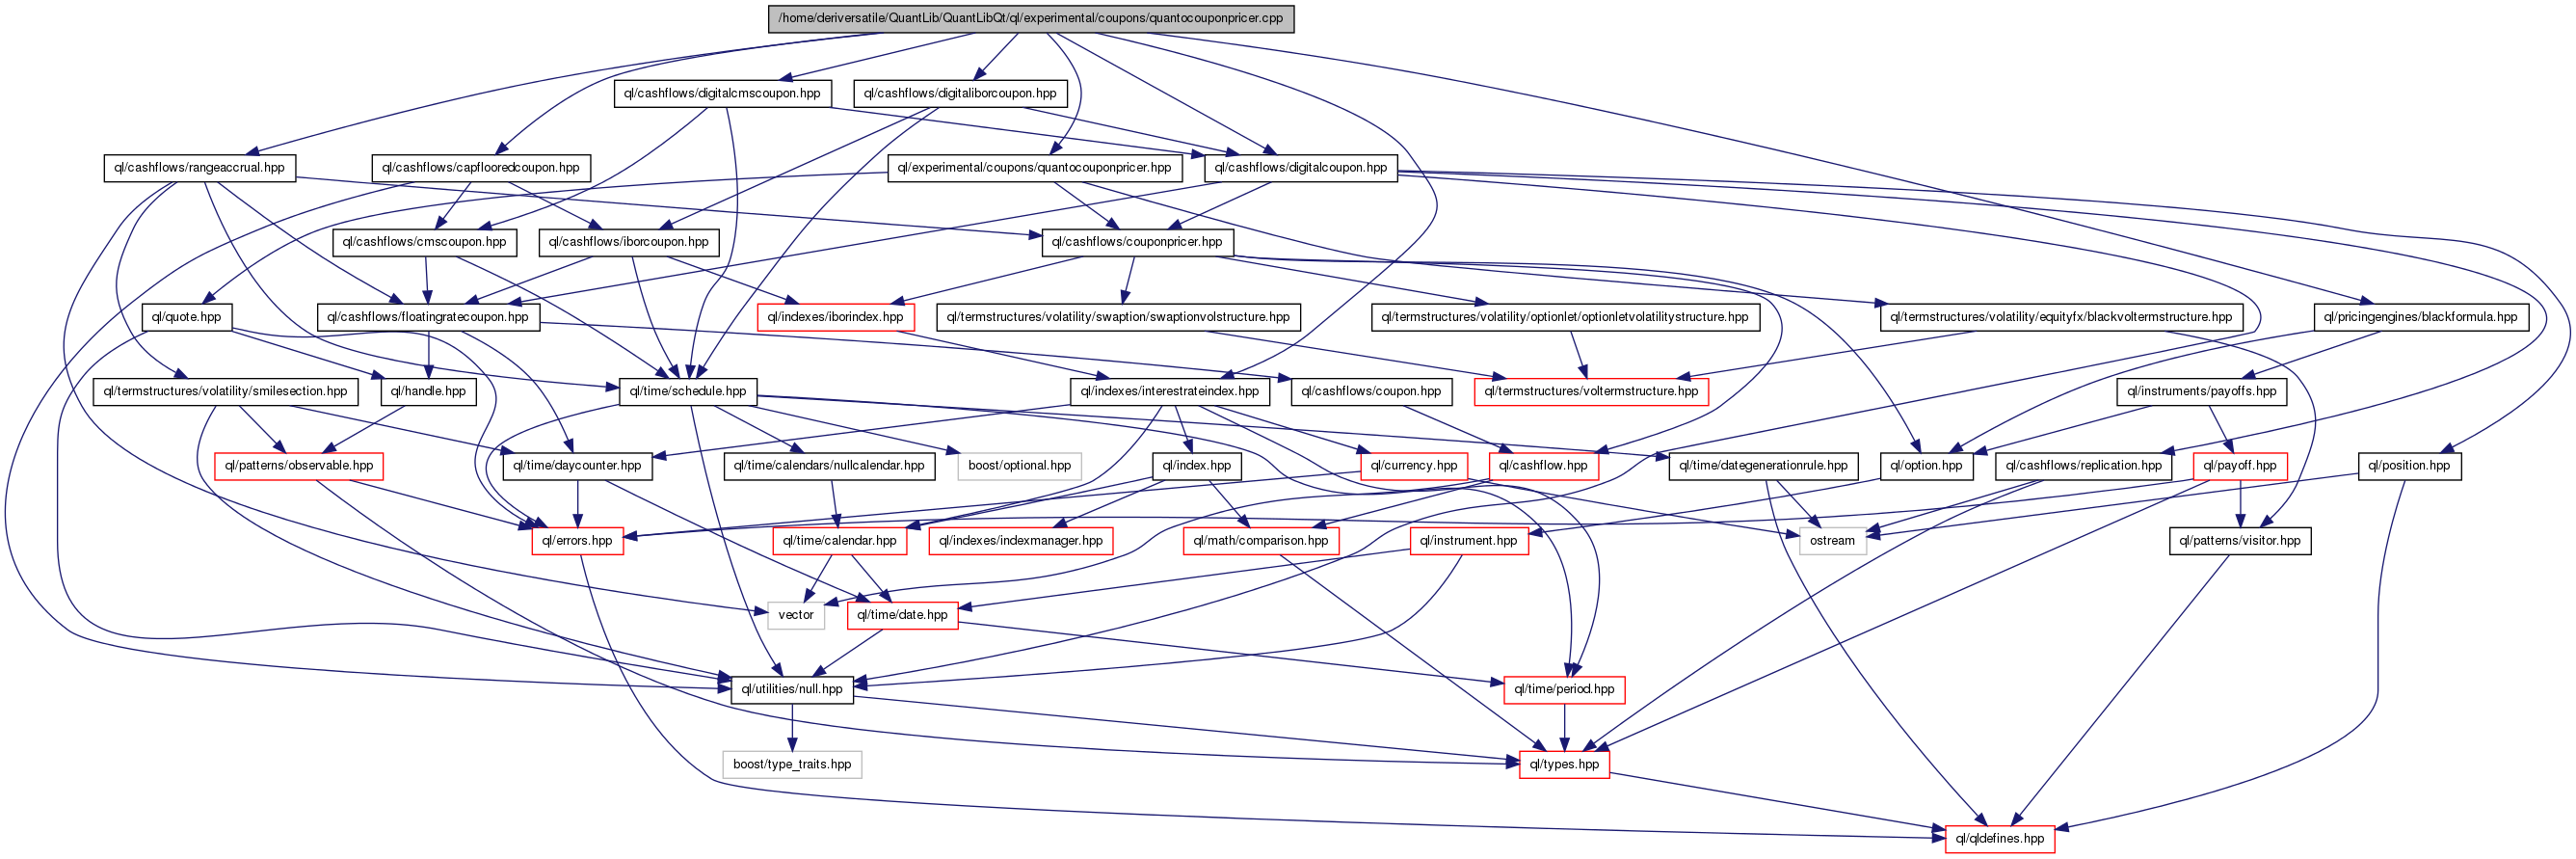 /home/deriversatile/QuantLib/QuantLibQt/ql/experimental/coupons/quantocouponpricer.cpp
ql/cashflows/digitalcmscoupon.hpp
ql/cashflows/digitaliborcoupon.hpp
ql/cashflows/rangeaccrual.hpp
ql/cashflows/capflooredcoupon.hpp
ql/experimental/coupons/quantocouponpricer.hpp
ql/cashflows/digitalcoupon.hpp
ql/cashflows/cmscoupon.hpp
ql/cashflows/iborcoupon.hpp
ql/cashflows/couponpricer.hpp
ql/quote.hpp
ql/cashflows/floatingratecoupon.hpp
ql/indexes/iborindex.hpp
ql/termstructures/volatility/swaption/swaptionvolstructure.hpp
ql/termstructures/volatility/optionlet/optionletvolatilitystructure.hpp
ql/termstructures/volatility/equityfx/blackvoltermstructure.hpp
ql/pricingengines/blackformula.hpp
ql/termstructures/volatility/smilesection.hpp
ql/handle.hpp
ql/time/schedule.hpp
ql/indexes/interestrateindex.hpp
ql/cashflows/coupon.hpp
ql/termstructures/voltermstructure.hpp
ql/instruments/payoffs.hpp
ql/patterns/observable.hpp
ql/time/daycounter.hpp
ql/time/calendars/nullcalendar.hpp
boost/optional.hpp
ql/index.hpp
ql/currency.hpp
ql/cashflow.hpp
ql/time/dategenerationrule.hpp
ql/option.hpp
ql/cashflows/replication.hpp
ql/payoff.hpp
ql/position.hpp
ql/errors.hpp
ql/time/calendar.hpp
ql/indexes/indexmanager.hpp
ql/math/comparison.hpp
ql/instrument.hpp
ostream
ql/patterns/visitor.hpp
vector
ql/time/date.hpp
ql/utilities/null.hpp
ql/time/period.hpp
boost/type_traits.hpp
ql/types.hpp
ql/qldefines.hpp